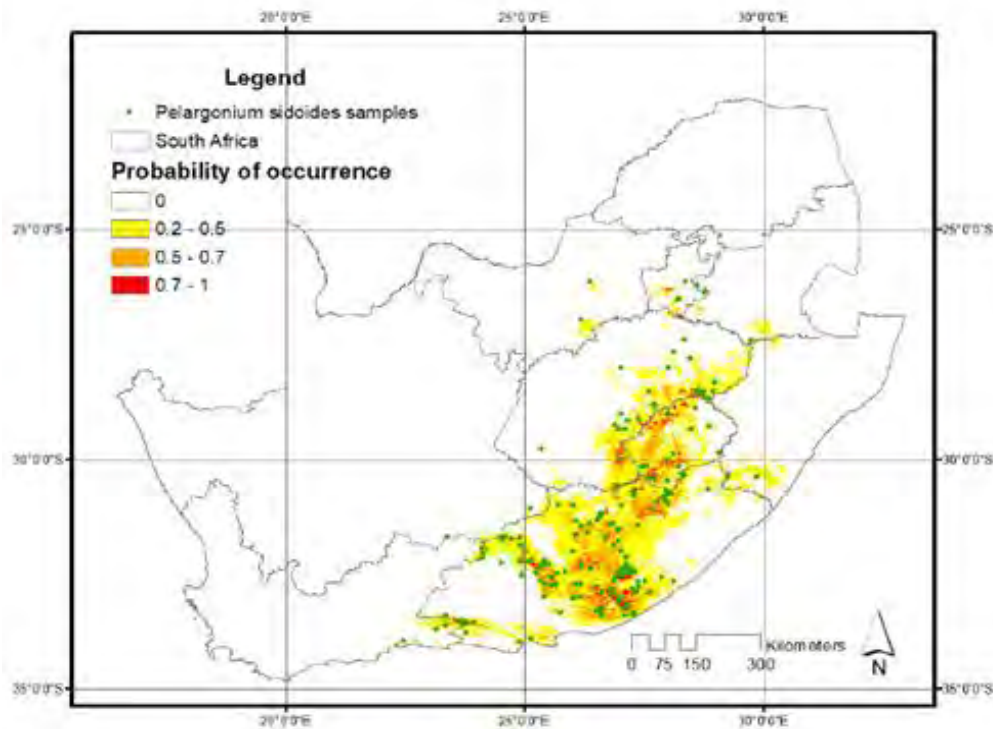 20°0'0"E 25°0'0"E 30°0'0"E
Legend
Pelargonium sidoides samples
South Africa
Probability of occurrence
0
0.2 - 0.5
0.5 - 0.7
0.7 - 1
25°0'0"S 25°0'0"S
30°0'0"S 30°0'0"S
Kilometers
0 75 150 300
N
35°0'0"S 35°0'0"S
20°0'0"E 25°0'0"E 30°0'0"E